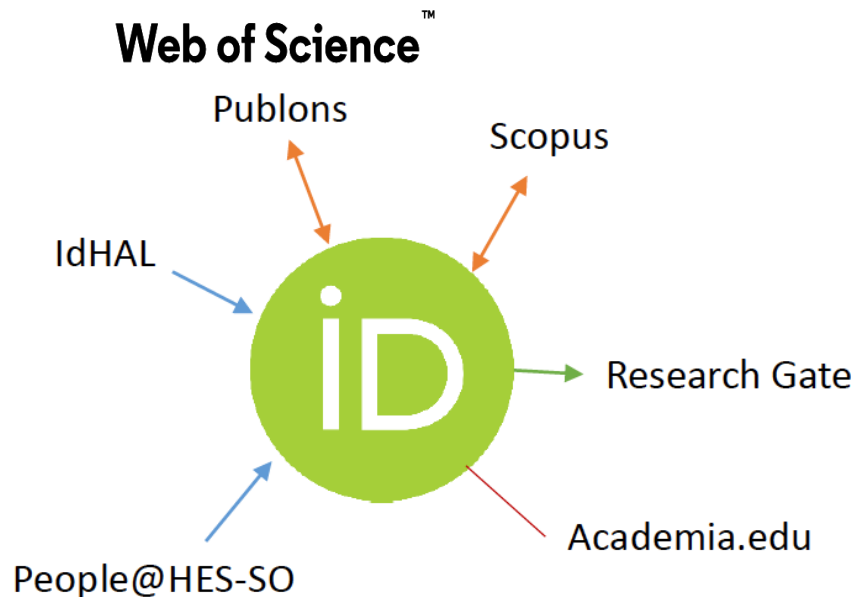 Web of Science™
Publons
Scopus
IdHAL
iD
Research Gate
Academia.edu
People@HES-SO